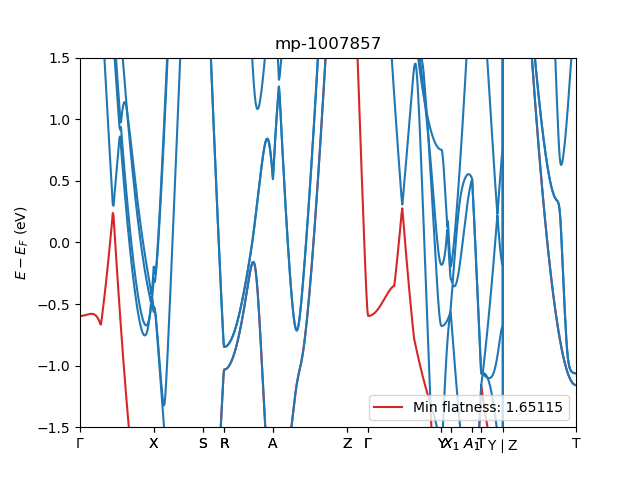 mp-1007857
E − E_F (eV)
1.5
1.0
0.5
0.0
−0.5
−1.0
−1.5
Min flatness: 1.65115
Γ X S R A Z Γ Y X₁ A₁ T Y | Z T